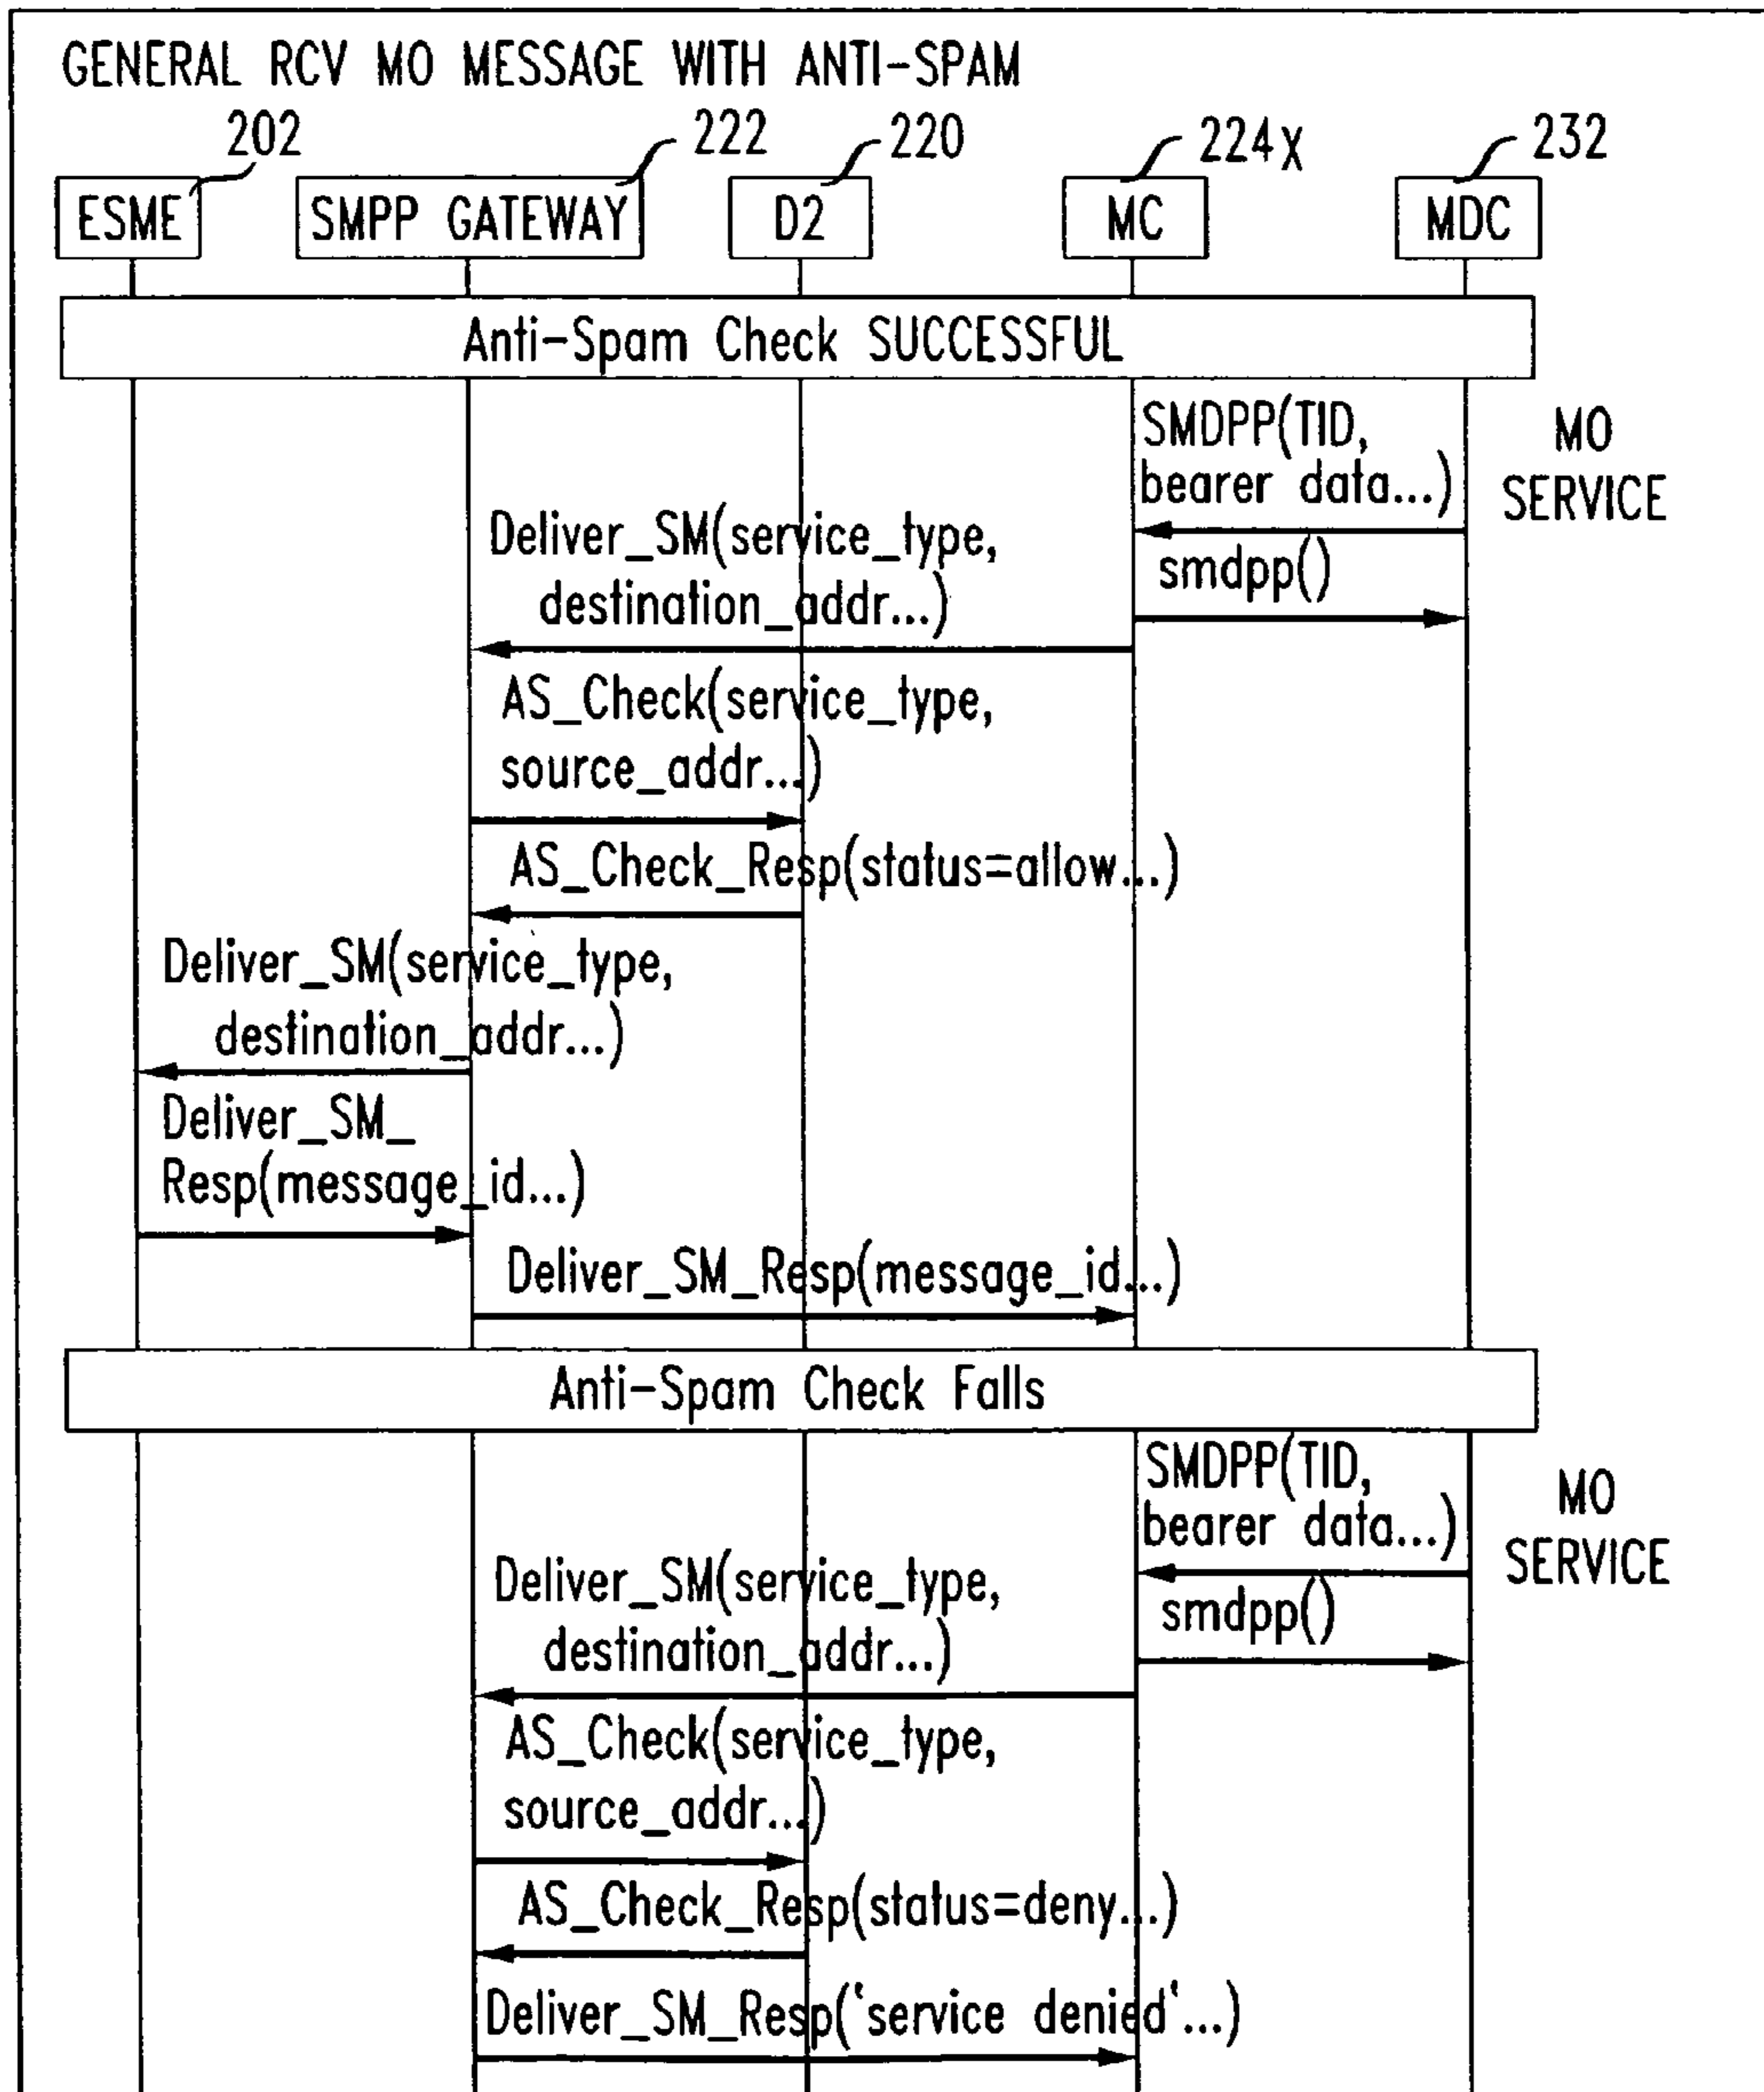 GENERAL RCV MO MESSAGE WITH ANTI-SPAM
202 222 220 224x 232
ESME SMPP GATEWAY D2 MC MDC
Anti-Spam Check SUCCESSFUL
SMDPP(TID,
bearer data...)
MO
SERVICE
smdpp()
Deliver_SM(service_type,
destination_addr...)
AS_Check(service_type,
source_addr...)
AS_Check_Resp(status=allow...)
Deliver_SM(service_type,
destination_addr...)
Deliver_SM_
Resp(message_id...)
Deliver_SM_Resp(message_id...)
Anti-Spam Check Falls
SMDPP(TID,
bearer data...)
MO
SERVICE
smdpp()
Deliver_SM(service_type,
destination_addr...)
AS_Check(service_type,
source_addr...)
AS_Check_Resp(status=deny...)
Deliver_SM_Resp('service denied'...)